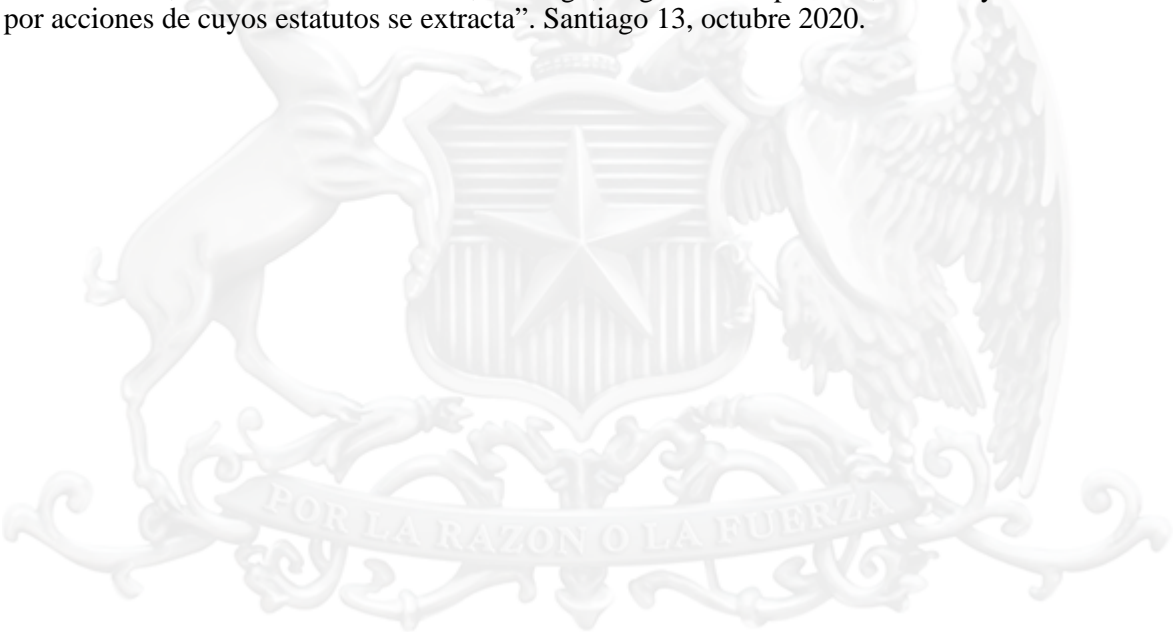 por acciones de cuyos estatutos se extracta”. Santiago 13, octubre 2020.
POR LA RAZON O LA FUERZA